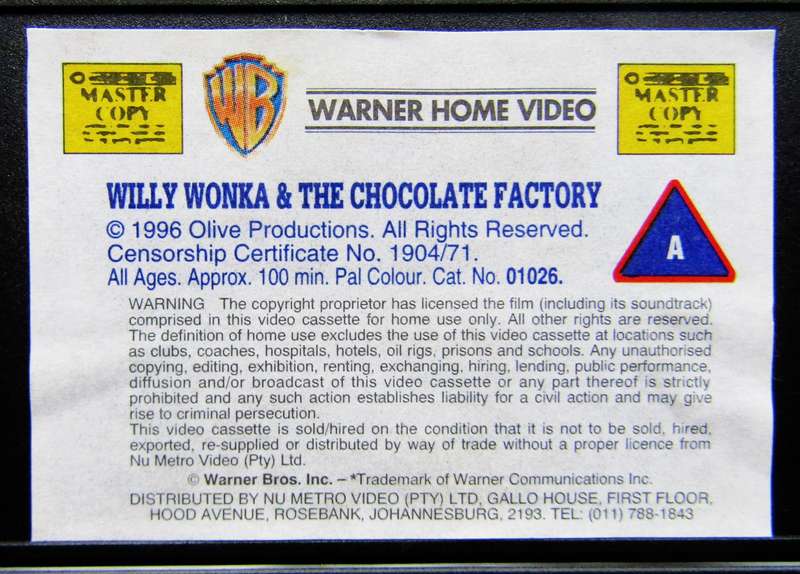 MASTER
COPY
WB
WARNER HOME VIDEO
MASTER
COPY
WILLY WONKA & THE CHOCOLATE FACTORY
© 1996 Olive Productions. All Rights Reserved.
Censorship Certificate No. 1904/71.
All Ages. Approx. 100 min. Pal Colour. Cat. No. 01026.
A
WARNING The copyright proprietor has licensed the film (including its soundtrack)
comprised in this video cassette for home use only. All other rights are reserved.
The definition of home use excludes the use of this video cassette at locations such
as clubs, coaches, hospitals, hotels, oil rigs, prisons and schools. Any unauthorised
copying, editing, exhibition, renting, exchanging, hiring, lending, public performance,
diffusion and/or broadcast of this video cassette or any part thereof is strictly
prohibited and any such action establishes liability for a civil action and may give
rise to criminal persecution.
This video cassette is sold/hired on the condition that it is not to be sold, hired,
exported, re-supplied or distributed by way of trade without a proper licence from
Nu Metro Video (Pty) Ltd.
© Warner Bros. Inc. – *Trademark of Warner Communications Inc.
DISTRIBUTED BY NU METRO VIDEO (PTY) LTD, GALLO HOUSE, FIRST FLOOR,
HOOD AVENUE, ROSEBANK, JOHANNESBURG, 2193. TEL: (011) 788-1843